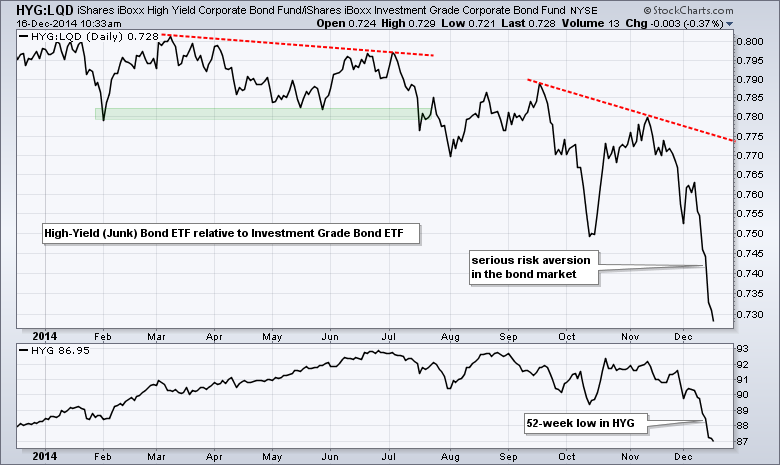 HYG:LQD iShares iBoxx High Yield Corporate Bond Fund/iShares iBoxx Investment Grade Corporate Bond Fund NYSE © StockCharts.com
16-Dec-2014 10:33am Open 0.724 High 0.729 Low 0.721 Last 0.728 Volume 13 Chg -0.003 (-0.37%)
HYG:LQD (Daily) 0.728
0.800
0.795
0.790
0.785
0.780
0.775
0.770
0.765
0.760
0.755
0.750
0.745
0.740
0.735
0.730
High-Yield (Junk) Bond ETF relative to Investment Grade Bond ETF
serious risk aversion
in the bond market
2014 Feb Mar Apr May Jun Jul Aug Sep Oct Nov Dec
HYG 86.95
93
92
91
90
89
88
87
52-week low in HYG
2014 Feb Mar Apr May Jun Jul Aug Sep Oct Nov Dec